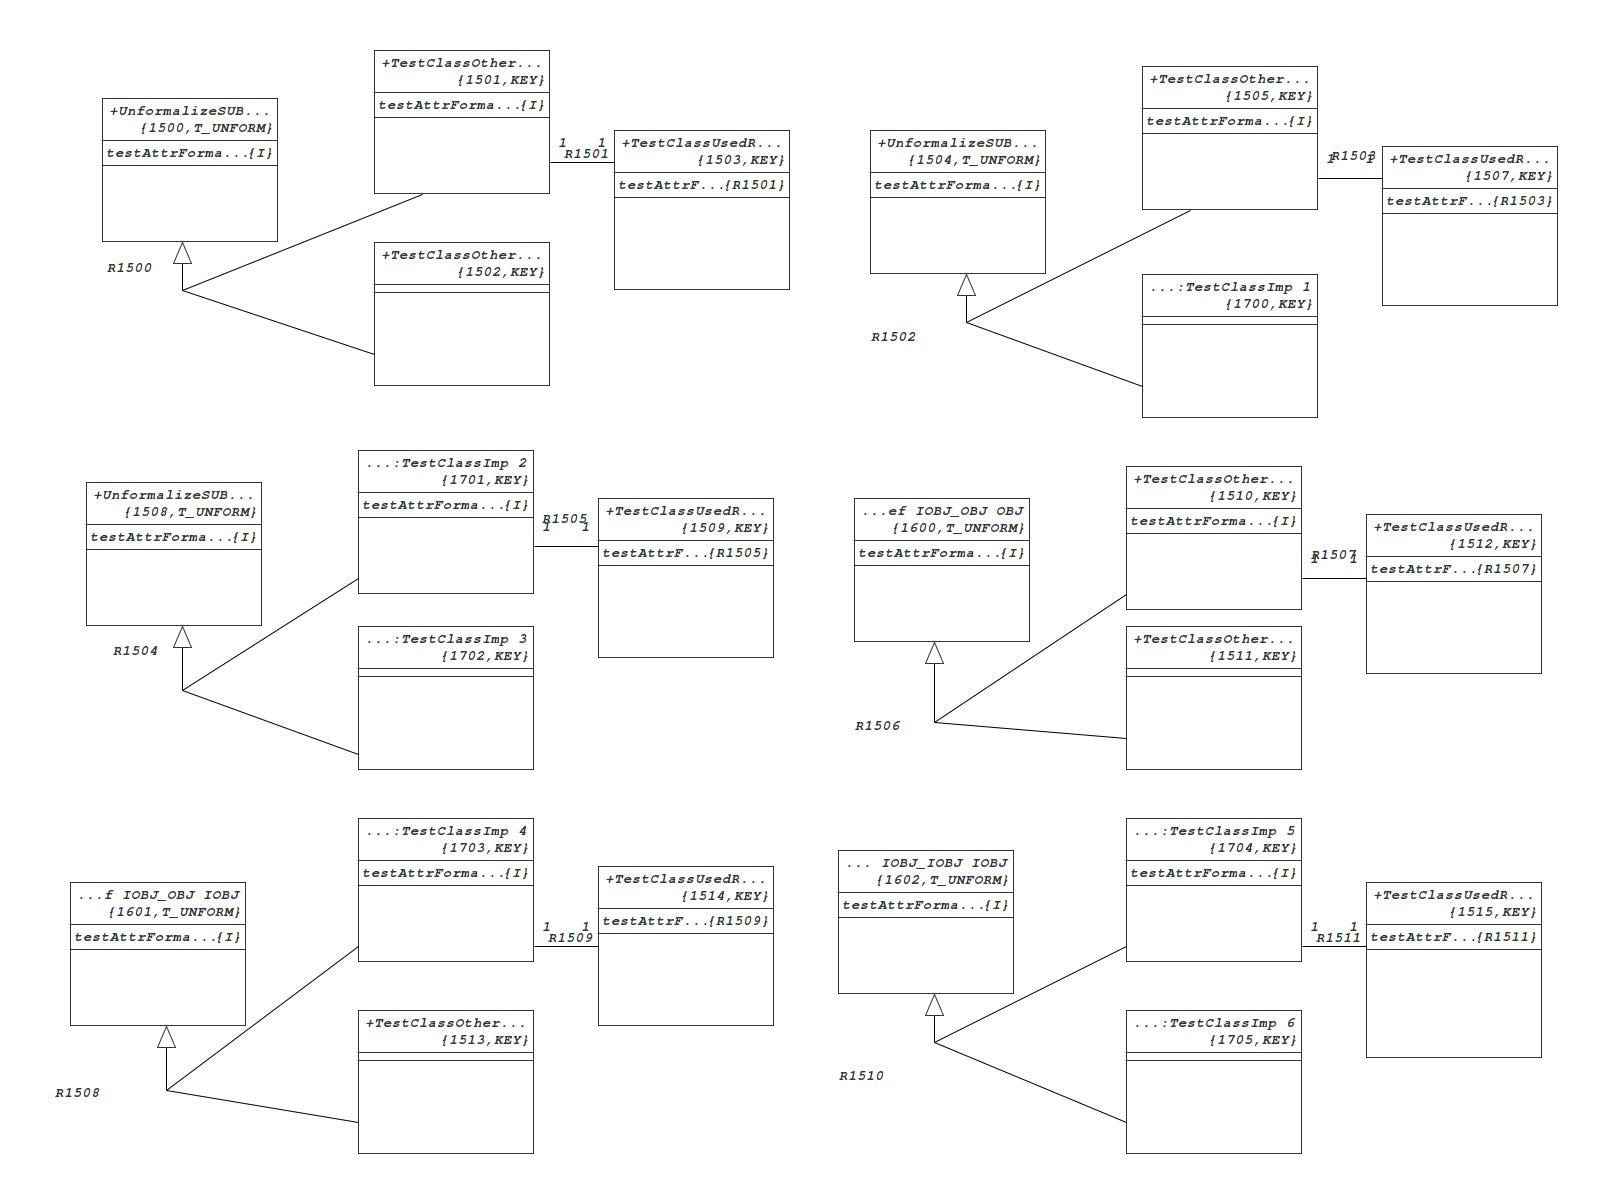 +TestClassOther...
{1501,KEY}
testAttrForma...{I}
+UnformalizeSUB...
{1500,T_UNFORM}
testAttrForma...{I}
1 1
R1501
+TestClassUsedR...
{1503,KEY}
testAttrF...{R1501}
R1500
+TestClassOther...
{1502,KEY}
+TestClassOther...
{1505,KEY}
testAttrForma...{I}
+UnformalizeSUB...
{1504,T_UNFORM}
testAttrForma...{I}
R1503
1 1
+TestClassUsedR...
{1507,KEY}
testAttrF...{R1503}
R1502
...:TestClassImp 1
{1700,KEY}
...:TestClassImp 2
{1701,KEY}
testAttrForma...{I}
+UnformalizeSUB...
{1508,T_UNFORM}
testAttrForma...{I}
R1505
1 1
+TestClassUsedR...
{1509,KEY}
testAttrF...{R1505}
R1504
...:TestClassImp 3
{1702,KEY}
+TestClassOther...
{1510,KEY}
testAttrForma...{I}
...ef IOBJ_OBJ OBJ
{1600,T_UNFORM}
testAttrForma...{I}
R1507
1 1
+TestClassUsedR...
{1512,KEY}
testAttrF...{R1507}
+TestClassOther...
{1511,KEY}
R1506
...:TestClassImp 4
{1703,KEY}
testAttrForma...{I}
...f IOBJ_OBJ IOBJ
{1601,T_UNFORM}
testAttrForma...{I}
1 1
R1509
+TestClassUsedR...
{1514,KEY}
testAttrF...{R1509}
+TestClassOther...
{1513,KEY}
R1508
...:TestClassImp 5
{1704,KEY}
testAttrForma...{I}
... IOBJ_IOBJ IOBJ
{1602,T_UNFORM}
testAttrForma...{I}
1 1
R1511
+TestClassUsedR...
{1515,KEY}
testAttrF...{R1511}
...:TestClassImp 6
{1705,KEY}
R1510